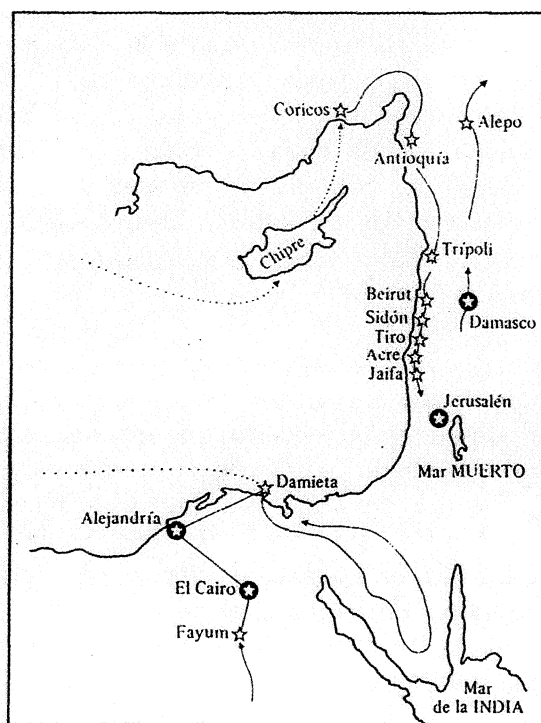 Coricos
Alepo
Antioquía
Chipre
Trípoli
Beirut
Sidón
Damasco
Tiro
Acre
Jaifa
Jerusalén
Mar MUERTO
Damieta
Alejandría
El Cairo
Fayum
Mar
de la INDIA